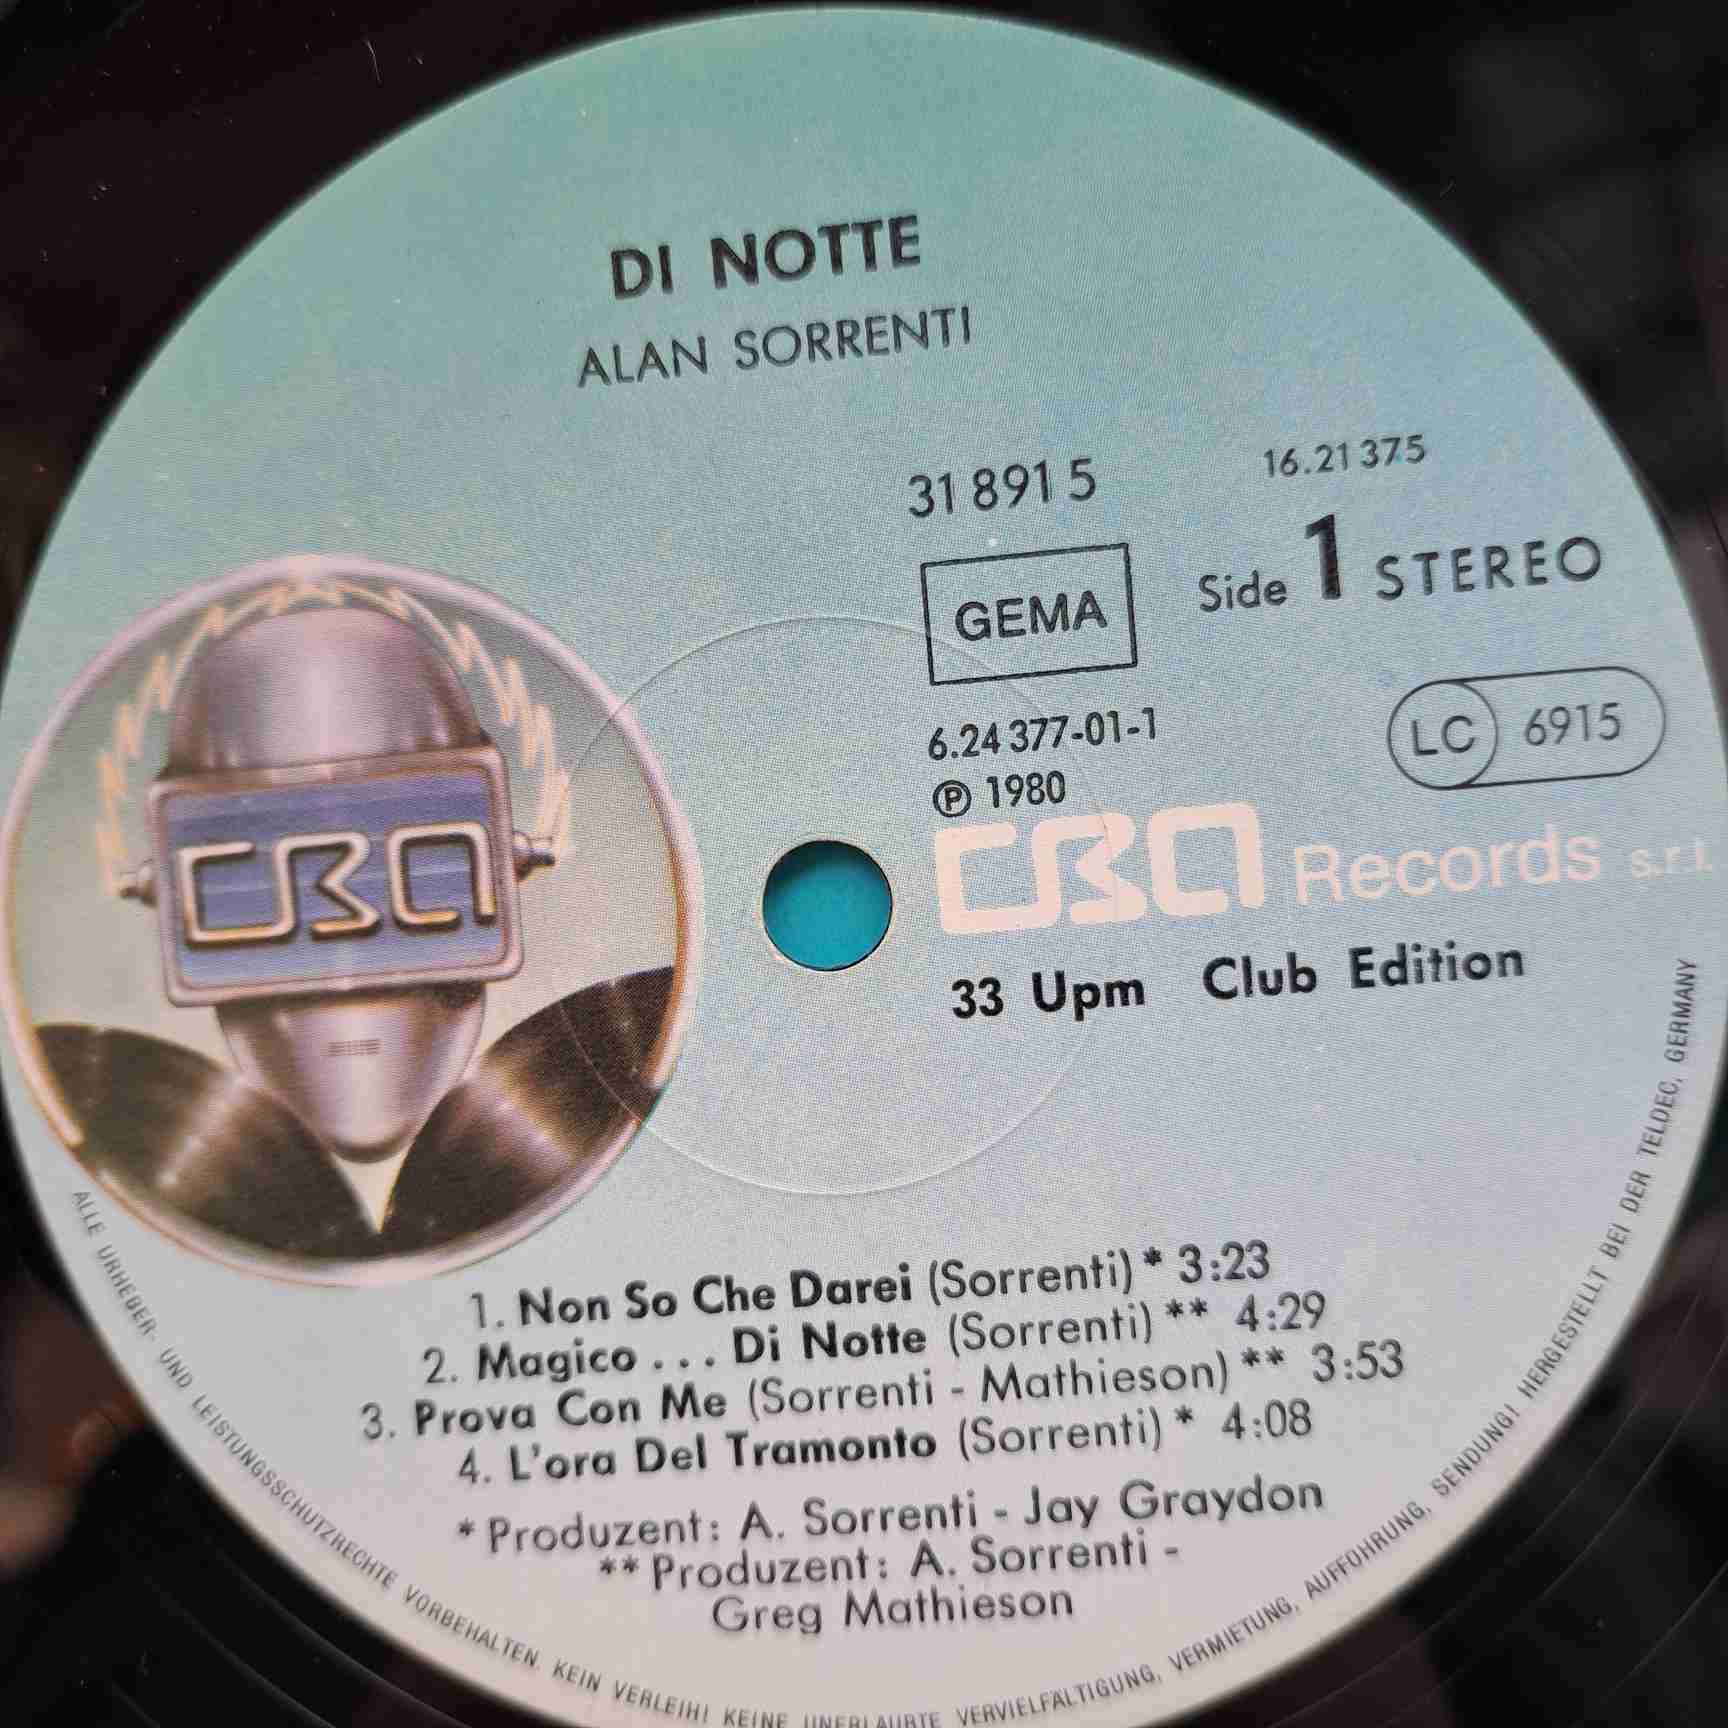 DI NOTTE
ALAN SORRENTI
31 891 5
16.21 375
GEMA
Side 1 STEREO
6.24 377-01-1
LC 6915
Ⓟ 1980
CBA
CBA Records s.r.l.
33 Upm Club Edition
1. Non So Che Darei (Sorrenti) * 3:23
2. Magico . . . Di Notte (Sorrenti) ** 4:29
3. Prova Con Me (Sorrenti - Mathieson) ** 3:53
4. L'ora Del Tramonto (Sorrenti) * 4:08
* Produzent: A. Sorrenti - Jay Graydon
** Produzent: A. Sorrenti -
Greg Mathieson
ALLE URHEBER- UND LEISTUNGSSCHUTZRECHTE VORBEHALTEN. KEIN VERLEIH! KEINE UNERLAUBTE VERVIELFÄLTIGUNG, VERMIETUNG, AUFFÜHRUNG, SENDUNG! HERGESTELLT BEI DER TELDEC, GERMANY